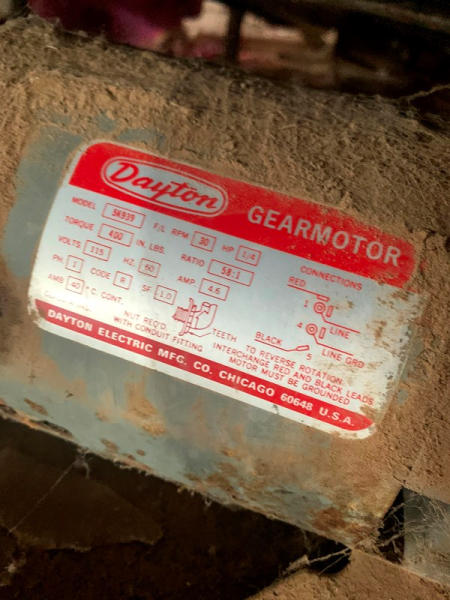 Dayton
GEARMOTOR
MODEL 5K939 F/L RPM 30 HP 1/4
TORQUE 400 IN. LBS. RATIO 58:1
VOLTS 115 HZ. 60 AMP. 4.6
PH. 1 CODE R SF 1.0
AMB 40 °C. CONT.
NUT REQ'D.
WITH CONDUIT FITTING
TEETH
CONNECTIONS
RED
1
4 LINE
BLACK 5 LINE GRD
TO REVERSE ROTATION
INTERCHANGE RED AND BLACK LEADS
MOTOR MUST BE GROUNDED
DAYTON ELECTRIC MFG. CO. CHICAGO 60648 U.S.A.